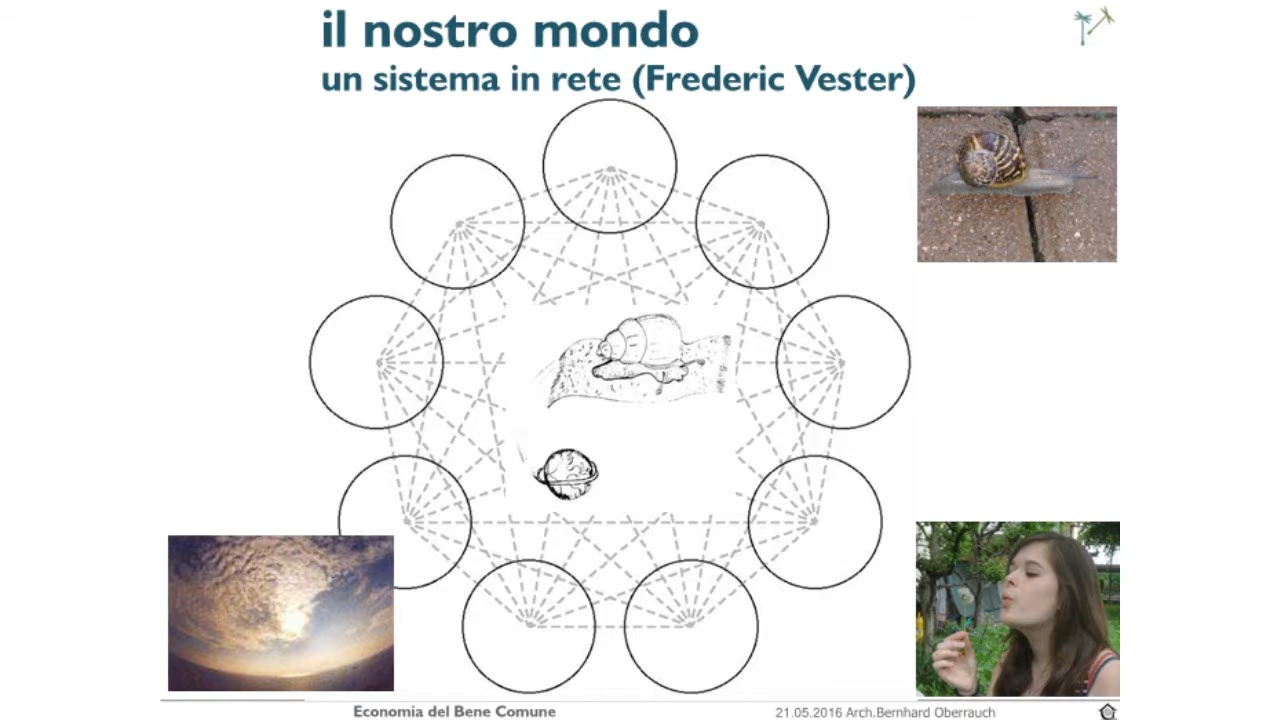 il nostro mondo
un sistema in rete (Frederic Vester)
Economia del Bene Comune
21.05.2016 Arch.Bernhard Oberrauch